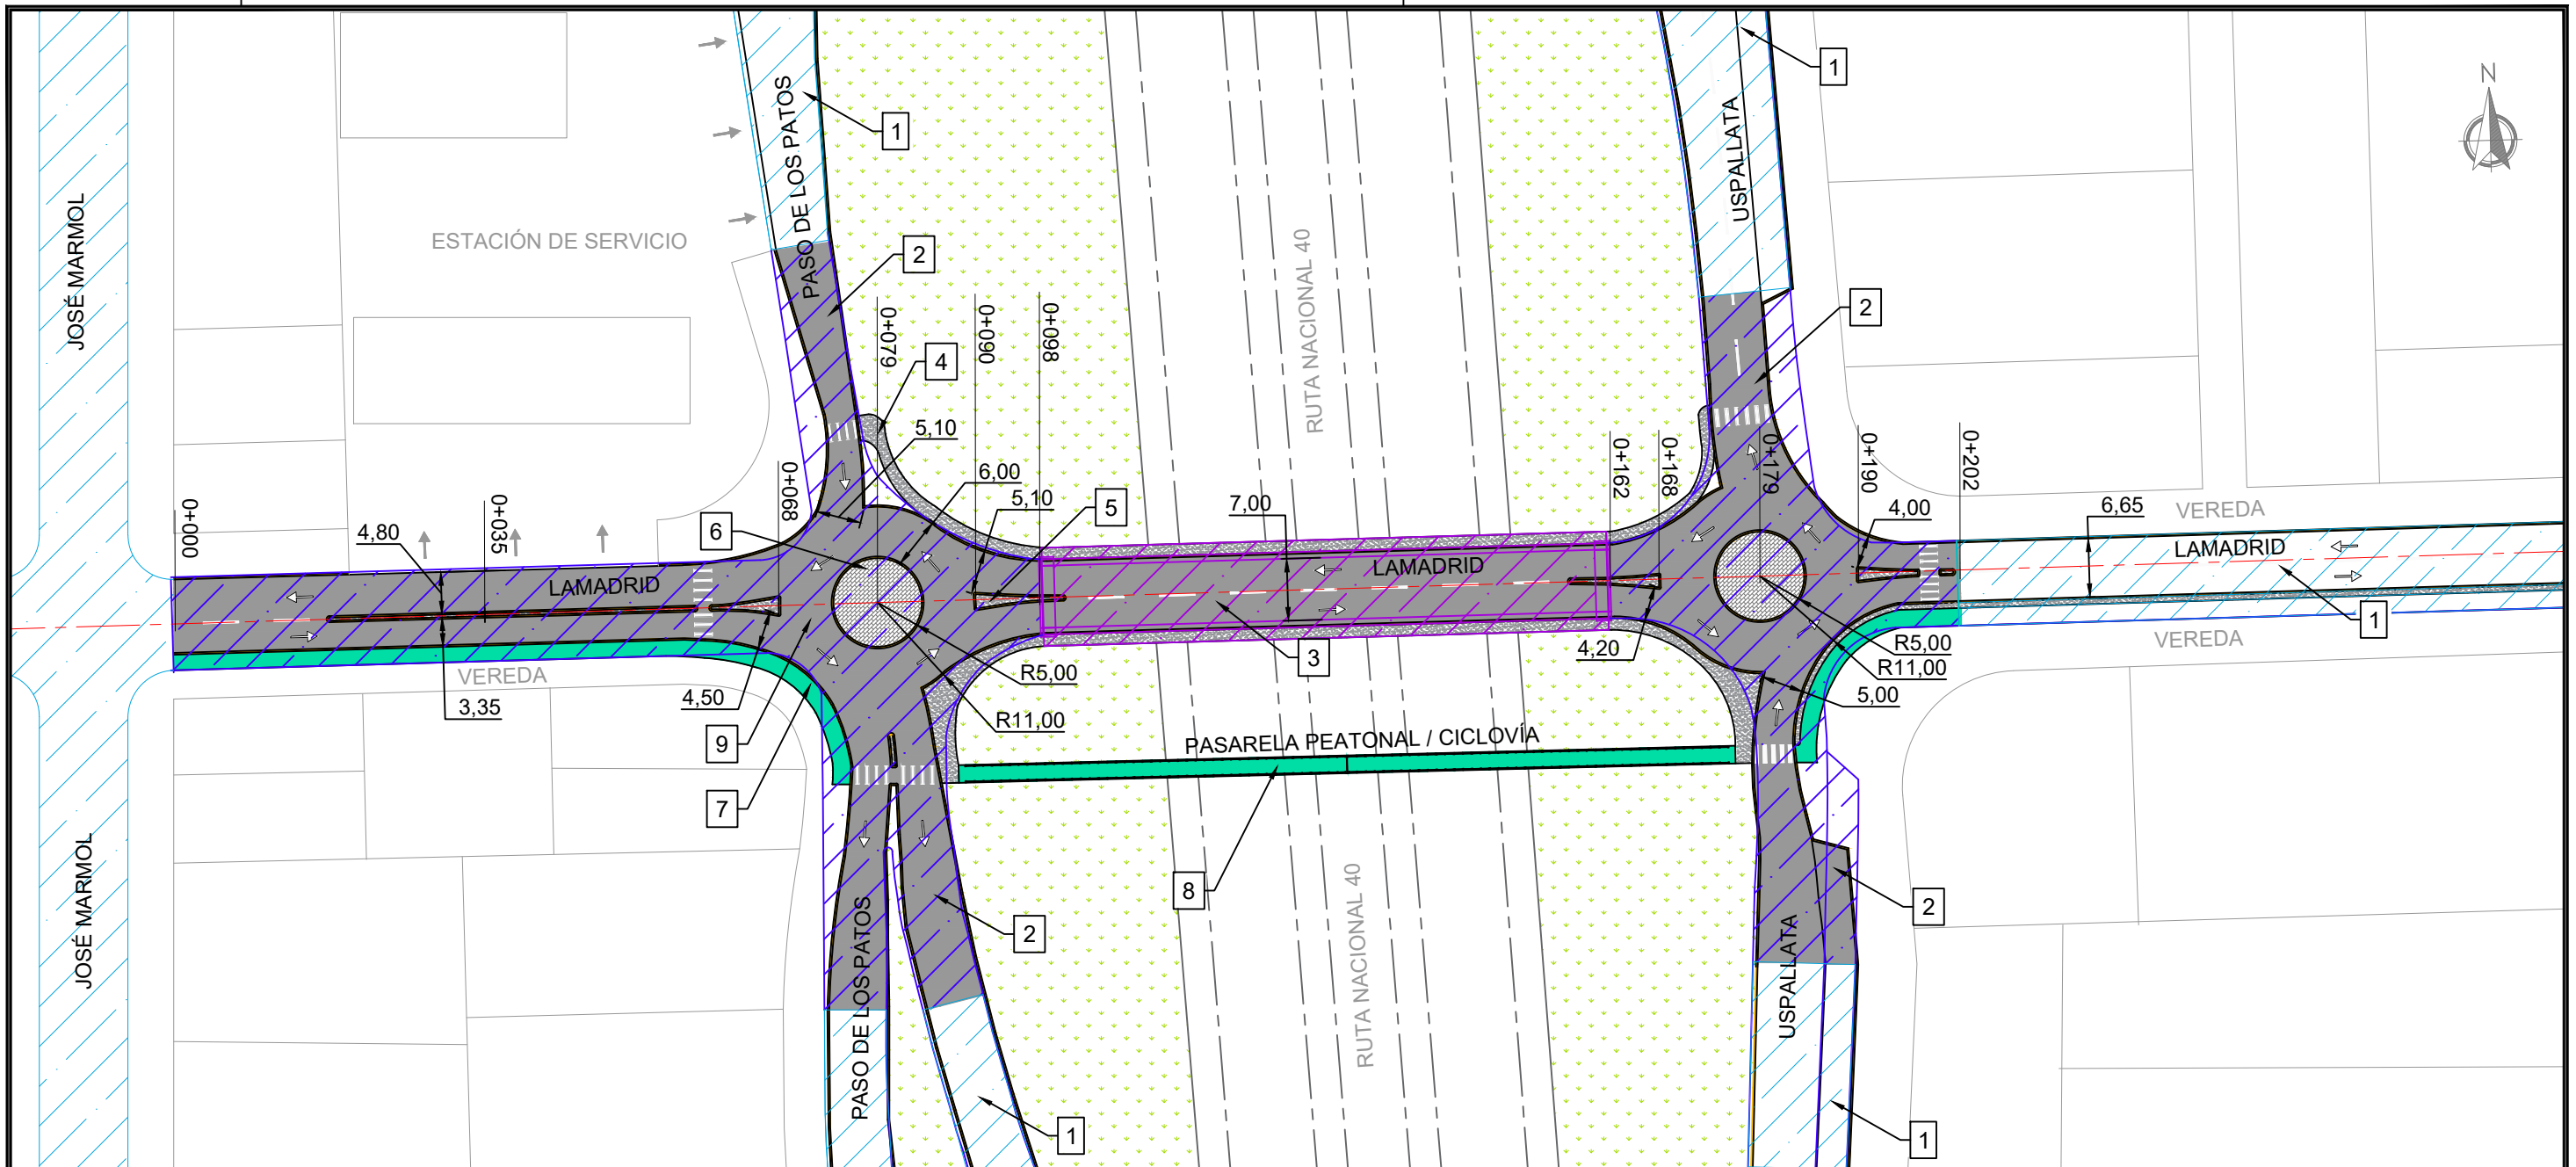 1
1
N
PASO DE LOS PATOS
USPALLATA
JOSÉ MARMOL
ESTACIÓN DE SERVICIO
2
RUTA NACIONAL 40
2
0+079
0+090
0+098
4
5,10
6,00
5,10
5
0+000
0+035
0+068
4,80
6
7,00
0+162
0+168
0+179
0+190
0+202
4,00
6,65
VEREDA
LAMADRID
LAMADRID
LAMADRID
1
VEREDA
VEREDA
3,35
4,50
9
7
R5,00
R11,00
3
4,20
R5,00
R11,00
5,00
PASARELA PEATONAL / CICLOVÍA
8
JOSÉ MARMOL
PASO DE LOS PATOS
2
RUTA NACIONAL 40
USPALLATA
2
1
1